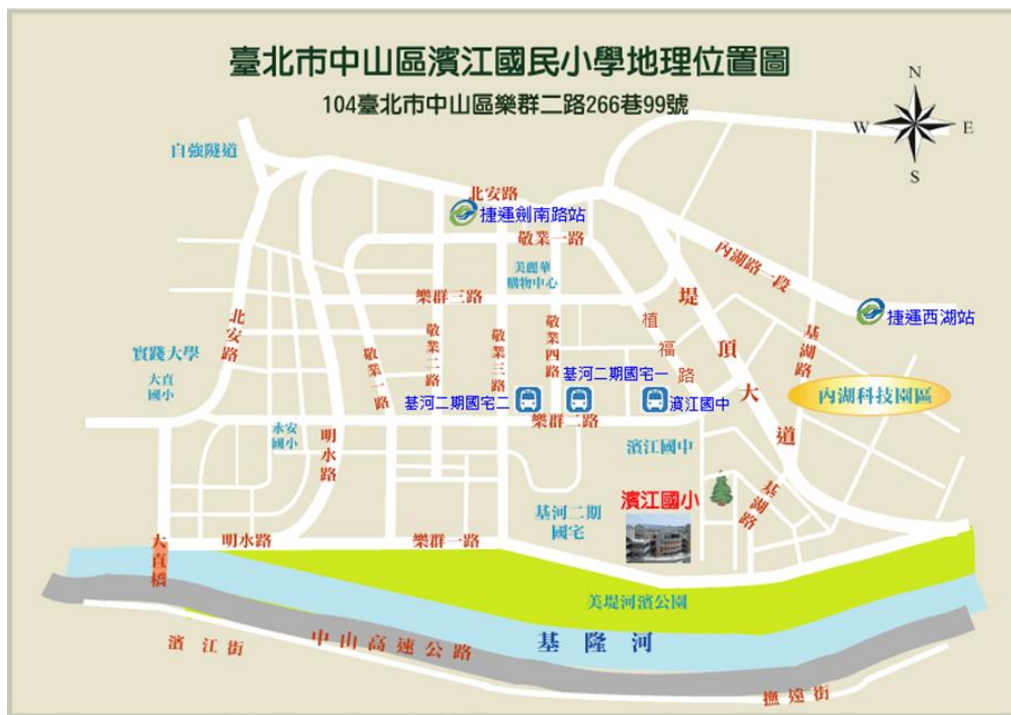 臺北市中山區濱江國民小學地理位置圖
104臺北市中山區樂群二路266巷99號
N
W
E
S
自強隧道
北安路
捷運劍南路站
敬業一路
內湖路一段
美麗華
購物中心
樂群三路
堤頂大道
捷運西湖站
北安路
植福路
基湖路
敬業二路
敬業三路
敬業四路
實踐大學
敬業一路
大直
國小
基河二期國宅一
內湖科技園區
基河二期國宅二
濱江國中
樂群二路
永安
國小
明水路
濱江國中
基湖路
濱江國小
基河二期
國宅
大直橋
明水路
樂群一路
美堤河濱公園
濱江街
中山高速公路
基隆河
撫遠街